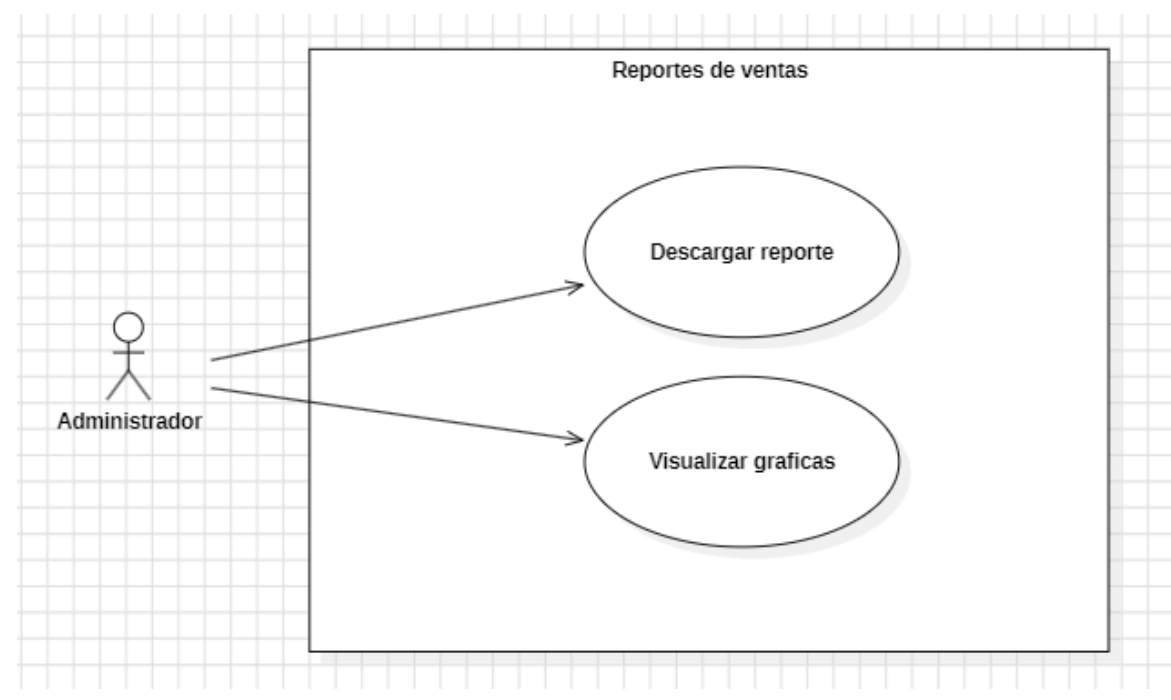 Reportes de ventas
Descargar reporte
Administrador
Visualizar graficas